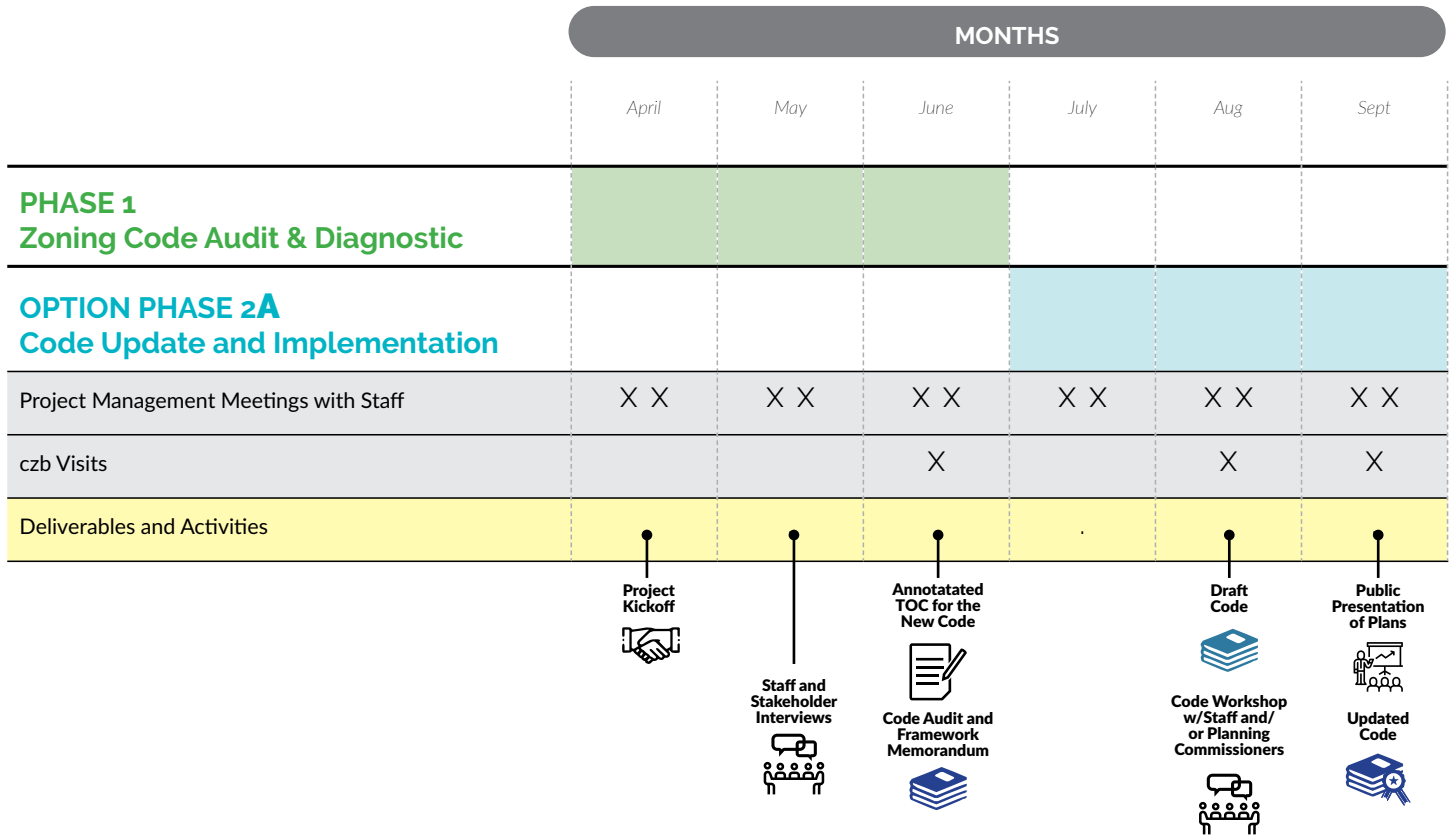 MONTHS
April May June July Aug Sept
PHASE 1
Zoning Code Audit & Diagnostic
OPTION PHASE 2A
Code Update and Implementation
Project Management Meetings with Staff X X X X X X X X X X X X
czb Visits X X X
Deliverables and Activities
Project
Kickoff
Staff and
Stakeholder
Interviews
Annotatated
TOC for the
New Code
Code Audit and
Framework
Memorandum
Draft
Code
Code Workshop
w/Staff and/
or Planning
Commissioners
Public
Presentation
of Plans
Updated
Code